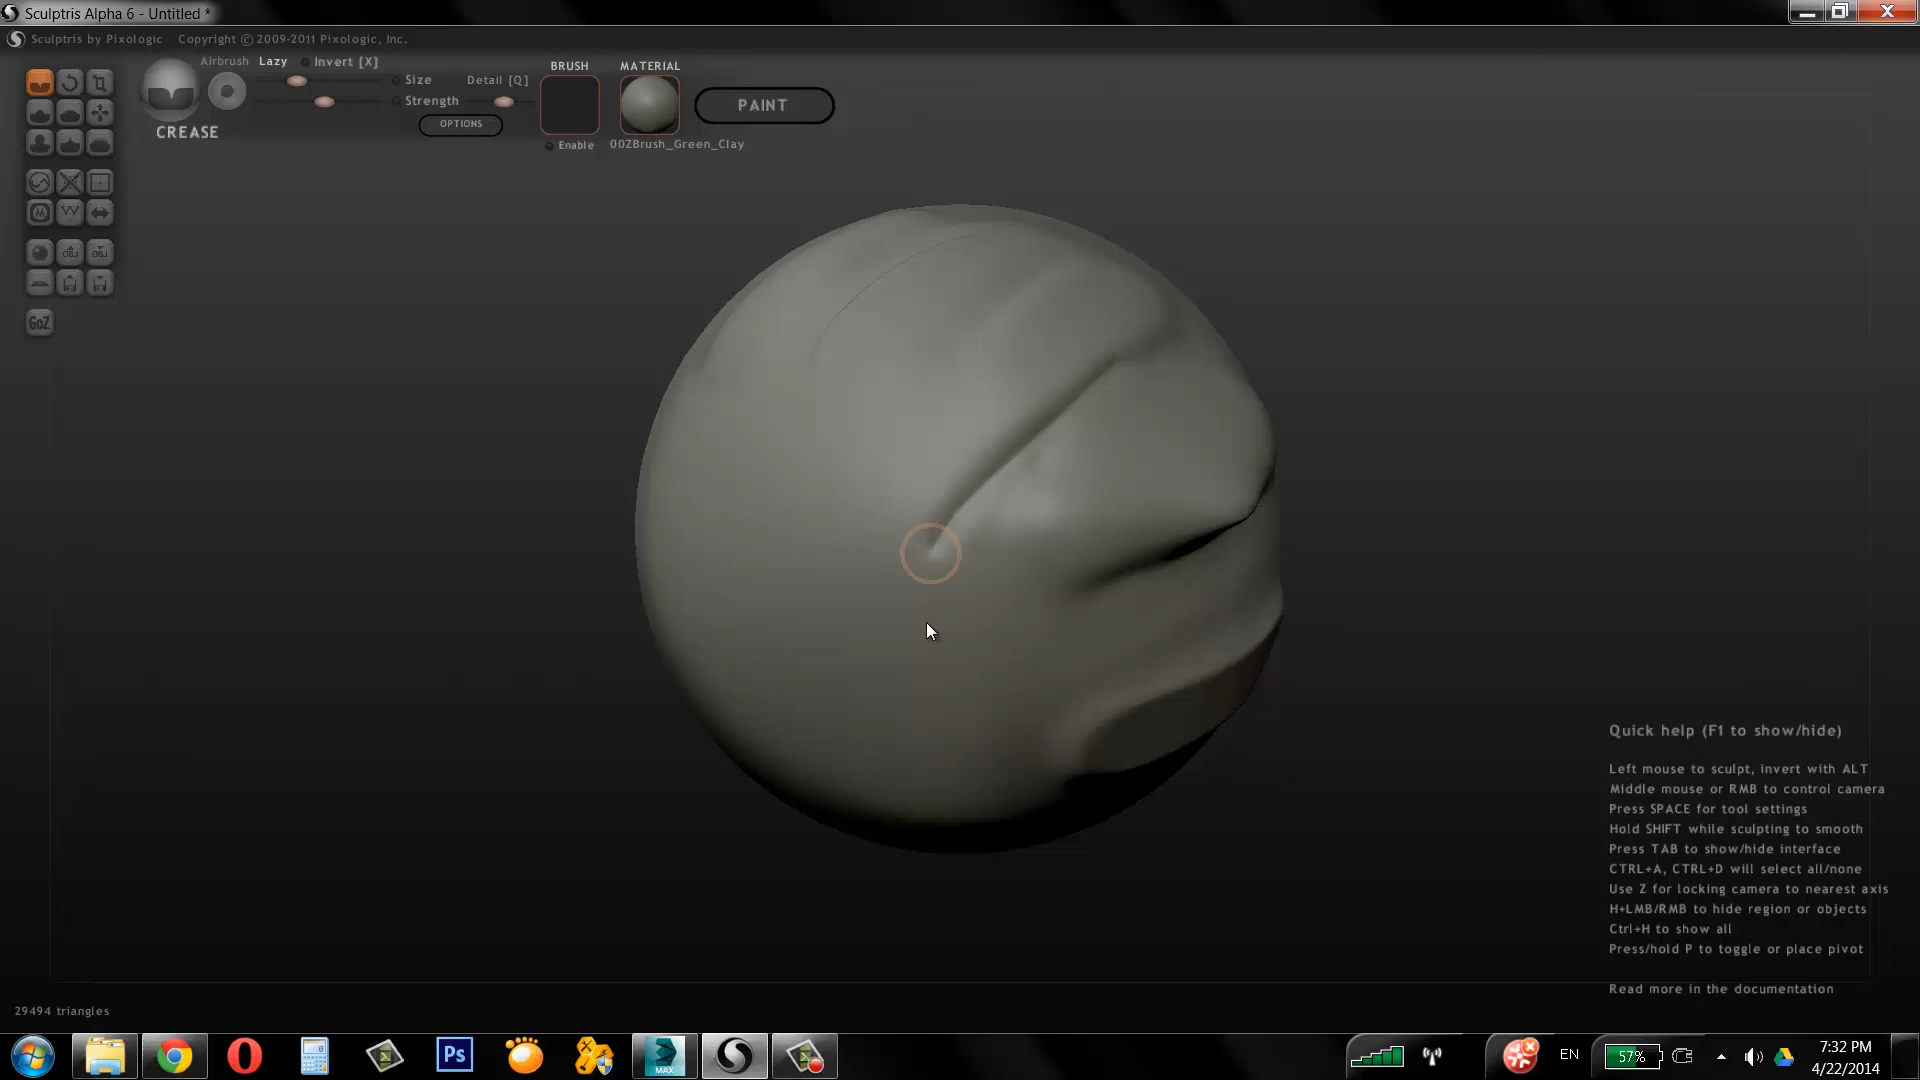 Sculptris Alpha 6 - Untitled *
Sculptris by Pixologic Copyright © 2009-2011 Pixologic, Inc.
Airbrush Lazy Invert [X]
Size Detail [Q]
Strength
OPTIONS
CREASE
BRUSH MATERIAL
PAINT
Enable 00ZBrush_Green_Clay
OBJ OBJ
GoZ
Quick help (F1 to show/hide)
Left mouse to sculpt, invert with ALT
Middle mouse or RMB to control camera
Press SPACE for tool settings
Hold SHIFT while sculpting to smooth
Press TAB to show/hide interface
CTRL+A, CTRL+D will select all/none
Use Z for locking camera to nearest axis
H+LMB/RMB to hide region or objects
Ctrl+H to show all
Press/hold P to toggle or place pivot
Read more in the documentation
29494 triangles
Ps
MAX
EN
57%
7:32 PM
4/22/2014